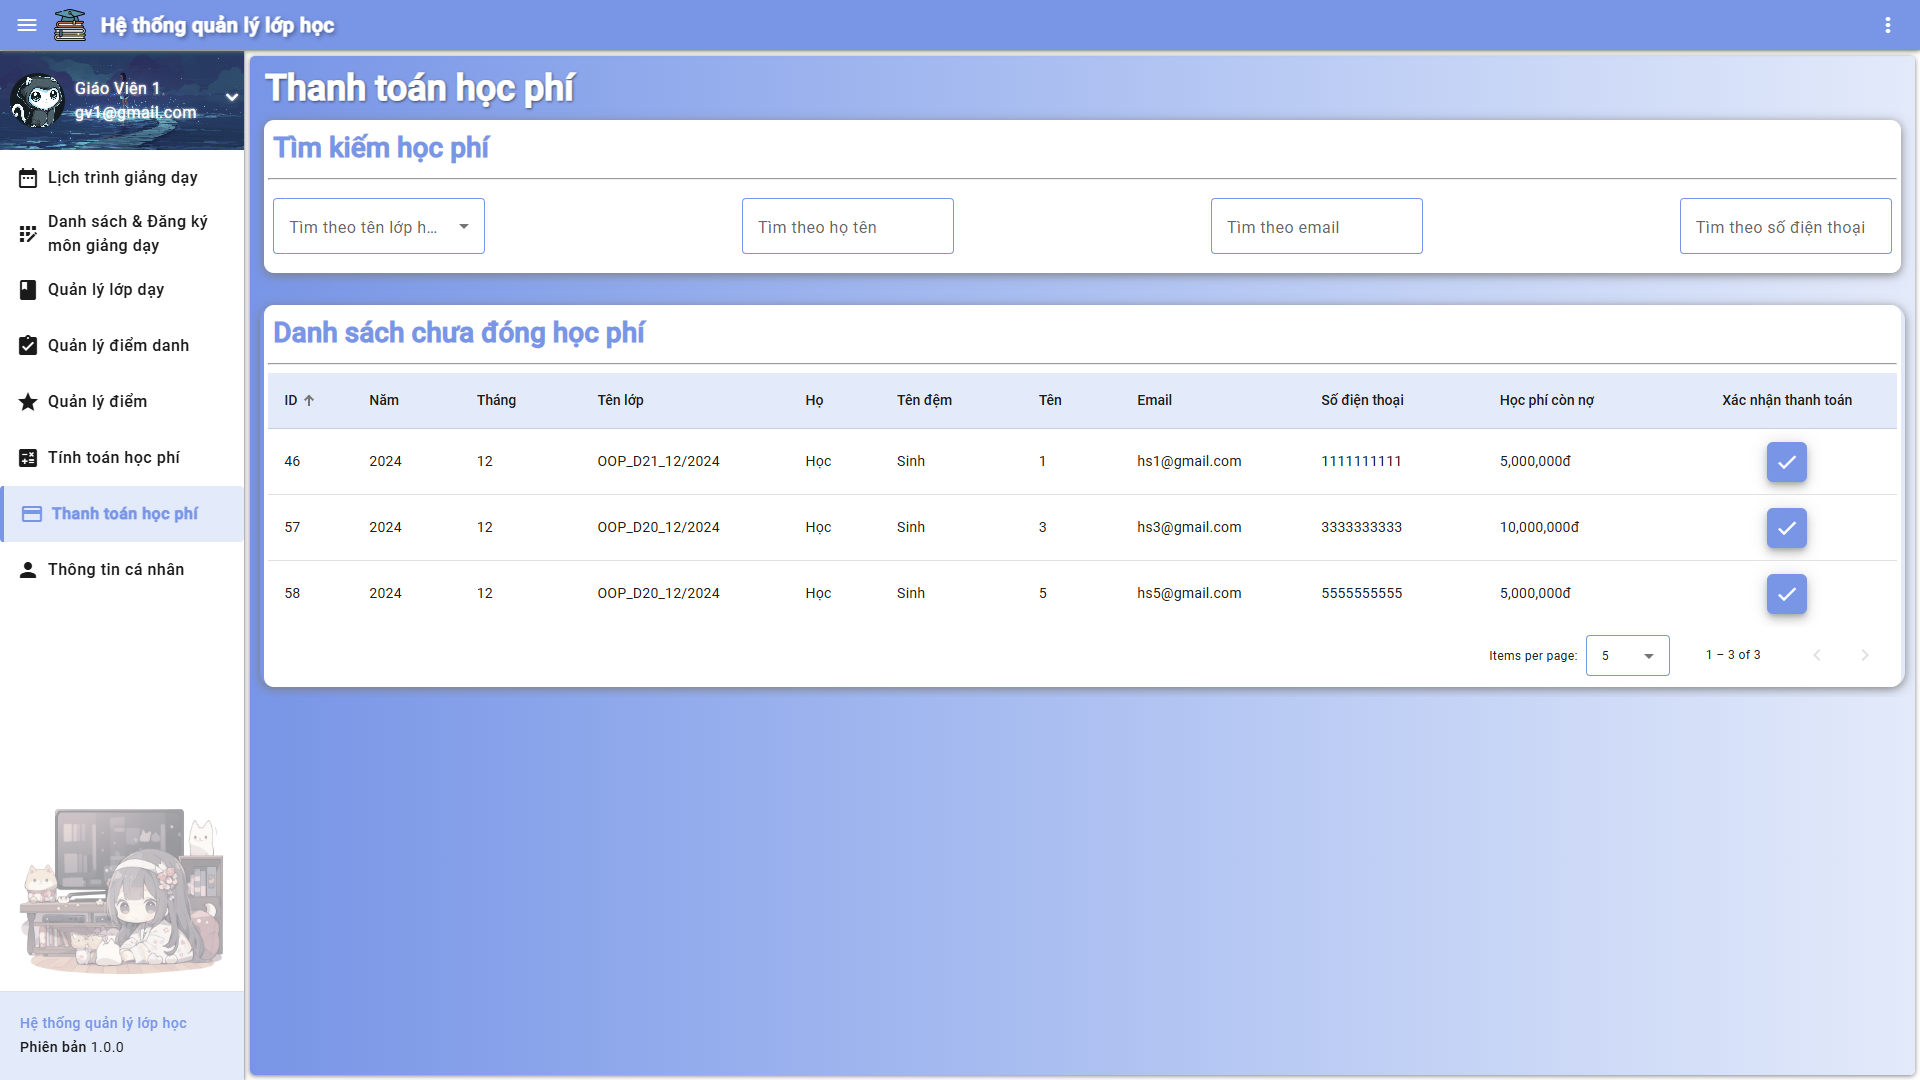 Hệ thống quản lý lớp học
Giáo Viên 1
gv1@gmail.com
Lịch trình giảng dạy
Danh sách & Đăng ký
môn giảng dạy
Quản lý lớp dạy
Quản lý điểm danh
Quản lý điểm
Tính toán học phí
Thanh toán học phí
Thông tin cá nhân
Hệ thống quản lý lớp học
Phiên bản 1.0.0
Thanh toán học phí
Tìm kiếm học phí
Tìm theo tên lớp h... Tìm theo họ tên Tìm theo email Tìm theo số điện thoại
Danh sách chưa đóng học phí
ID Năm Tháng Tên lớp Họ Tên đệm Tên Email Số điện thoại Học phí còn nợ Xác nhận thanh toán
46 2024 12 OOP_D21_12/2024 Học Sinh 1 hs1@gmail.com 1111111111 5,000,000đ
57 2024 12 OOP_D20_12/2024 Học Sinh 3 hs3@gmail.com 3333333333 10,000,000đ
58 2024 12 OOP_D20_12/2024 Học Sinh 5 hs5@gmail.com 5555555555 5,000,000đ
Items per page: 5 1 – 3 of 3